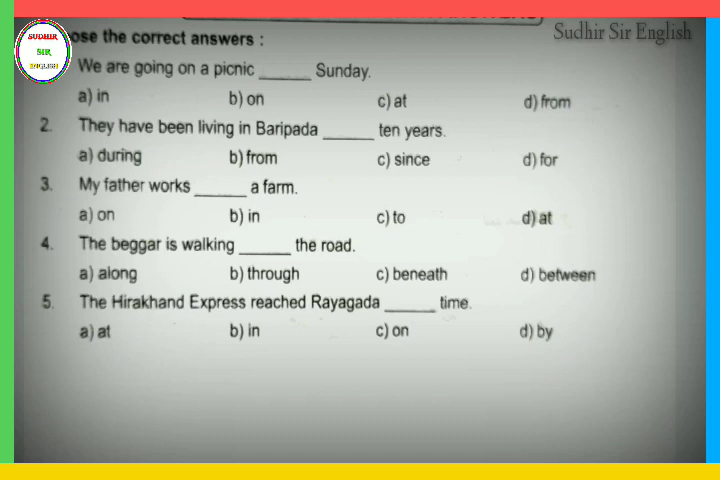 Sudhir Sir English
SUDHIR
SIR
ENGLISH
ose the correct answers :
We are going on a picnic ______ Sunday.
a) in b) on c) at d) from
2. They have been living in Baripada ______ ten years.
a) during b) from c) since d) for
3. My father works ______ a farm.
a) on b) in c) to d) at
4. The beggar is walking ______ the road.
a) along b) through c) beneath d) between
5. The Hirakhand Express reached Rayagada ______ time.
a) at b) in c) on d) by